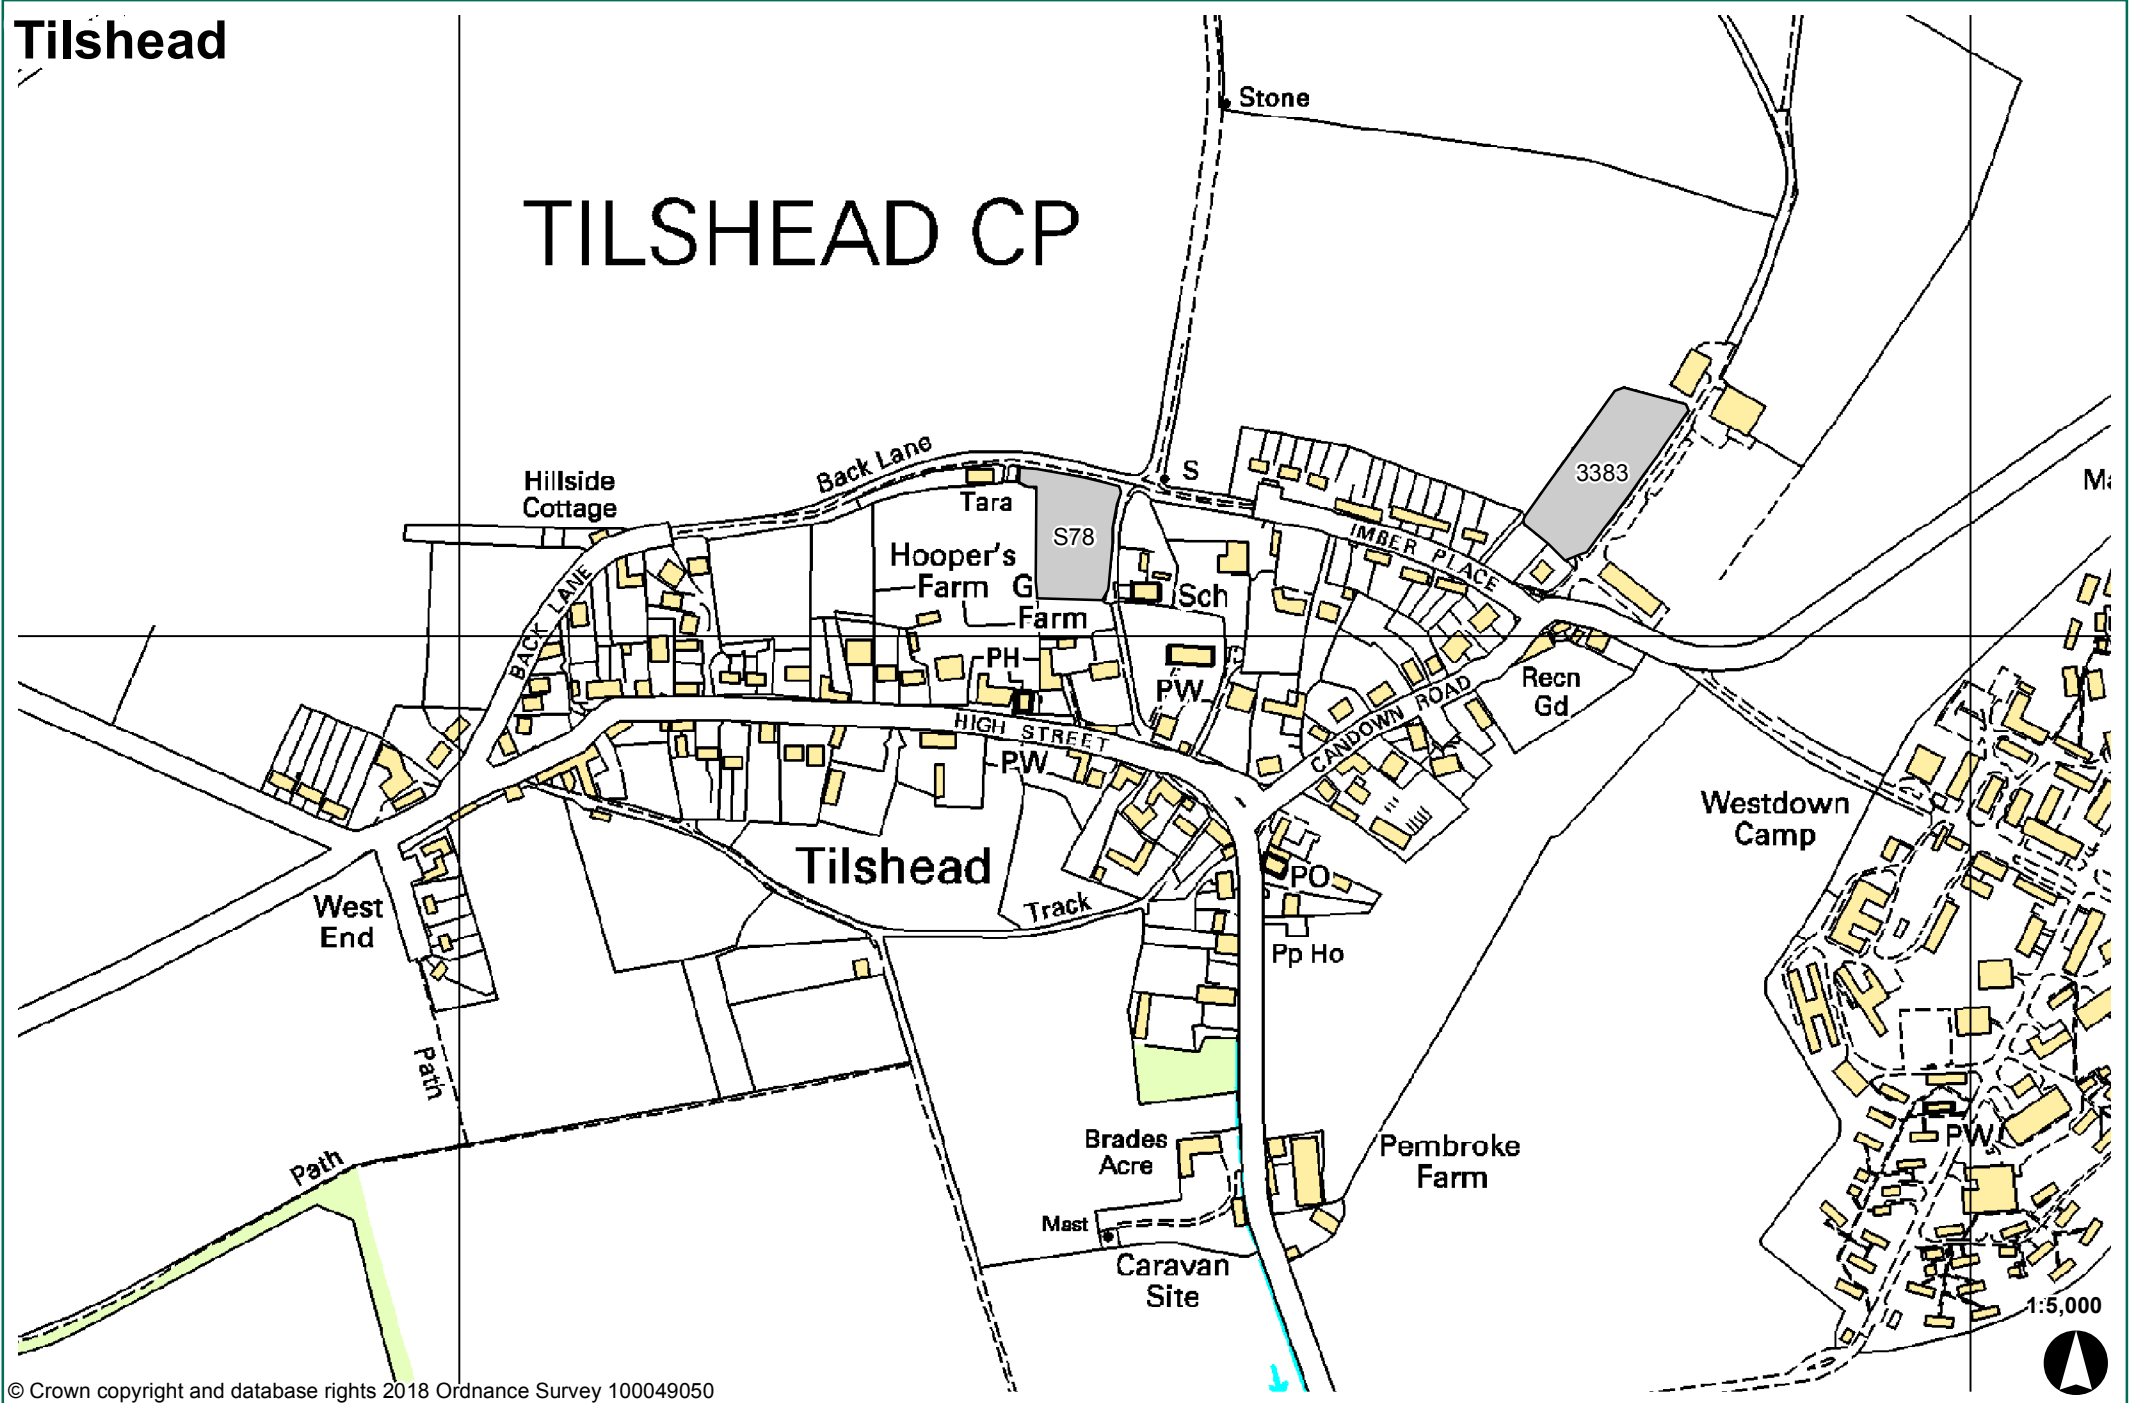 Tilshead
Stone
TILSHEAD CP
Back Lane
S
Hillside
Cottage
Tara
3383
S78
IMBER PLACE
Hooper's
Farm
G
Farm
Sch
BACK LANE
PH
PW
Recn
Gd
HIGH STREET
CANDOWN ROAD
PW
Westdown
Camp
Tilshead
PO
West
End
Track
Pp Ho
Path
Brades
Acre
Pembroke
Farm
PW
Path
Mast
Caravan
Site
1:5,000
© Crown copyright and database rights 2018 Ordnance Survey 100049050